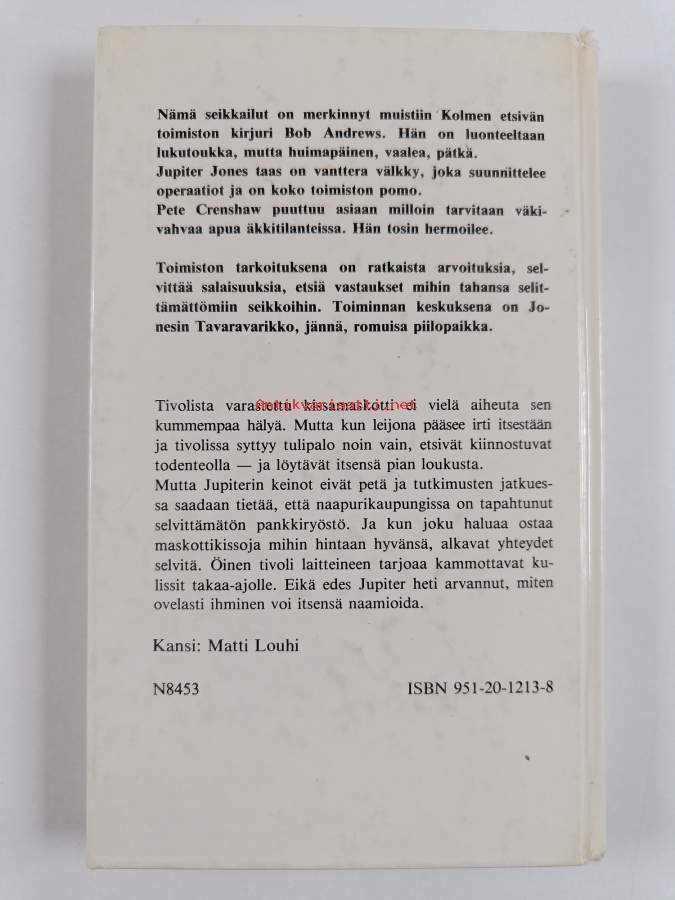 Nämä seikkailut on merkinnyt muistiin Kolmen etsivän
toimiston kirjuri Bob Andrews. Hän on luonteeltaan
lukutoukka, mutta huimapäinen, vaalea, pätkä.
Jupiter Jones taas on vanttera välkky, joka suunnittelee
operaatiot ja on koko toimiston pomo.
Pete Crenshaw puuttuu asiaan milloin tarvitaan väki-
vahvaa apua äkkitilanteissa. Hän tosin hermoilee.
Toimiston tarkoituksena on ratkaista arvoituksia, sel-
vittää salaisuuksia, etsiä vastaukset mihin tahansa selit-
tämättömiin seikkoihin. Toiminnan keskuksena on Jo-
nesin Tavaravarikko, jännä, romuisa piilopaikka.
Tivolista varastettu kissamaskotti ei vielä aiheuta sen
Antikvariaatti.net
kummempaa hälyä. Mutta kun leijona pääsee irti itsestään
ja tivolissa syttyy tulipalo noin vain, etsivät kiinnostuvat
todenteolla — ja löytävät itsensä pian loukusta.
Mutta Jupiterin keinot eivät petä ja tutkimusten jatkues-
sa saadaan tietää, että naapurikaupungissa on tapahtunut
selvittämätön pankkiryöstö. Ja kun joku haluaa ostaa
maskottikissoja mihin hintaan hyvänsä, alkavat yhteydet
selvitä. Öinen tivoli laitteineen tarjoaa kammottavat ku-
lissit takaa-ajolle. Eikä edes Jupiter heti arvannut, miten
ovelasti ihminen voi itsensä naamioida.
Kansi: Matti Louhi
N8453
ISBN 951-20-1213-8